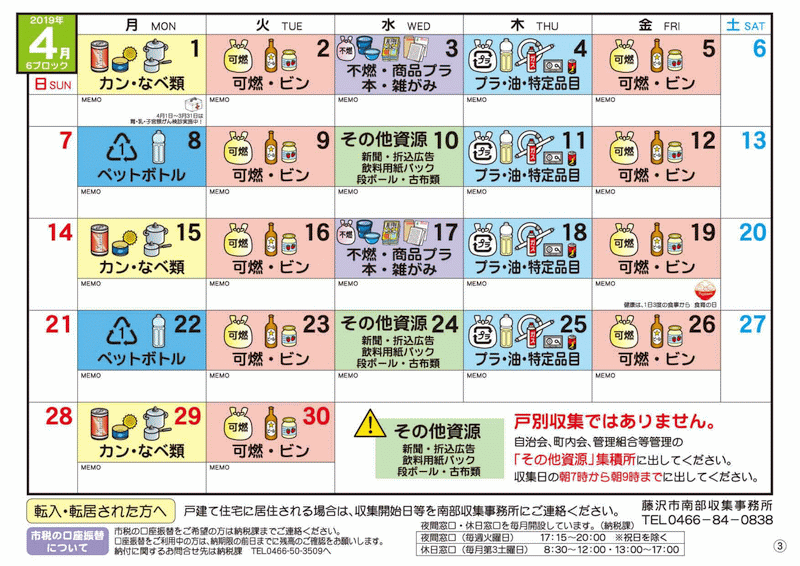 2019年
4月
6ブロック
日 SUN
月 MON
火 TUE
水 WED
木 THU
金 FRI
土 SAT
1
カン・なべ類
MEMO
4月1日〜3月31日は
胃・乳・子宮頸がん検診実施中!
可燃
2
可燃・ビン
MEMO
不燃
3
不燃・商品プラ
本・雑がみ
MEMO
プラ
4
プラ・油・特定品目
MEMO
可燃
5
可燃・ビン
MEMO
6
7
1
8
ペットボトル
MEMO
可燃
9
可燃・ビン
MEMO
その他資源 10
新聞・折込広告
飲料用紙パック
段ボール・古布類
MEMO
プラ
11
プラ・油・特定品目
MEMO
可燃
12
可燃・ビン
MEMO
13
14
15
カン・なべ類
MEMO
可燃
16
可燃・ビン
MEMO
不燃
17
不燃・商品プラ
本・雑がみ
MEMO
プラ
18
プラ・油・特定品目
MEMO
可燃
19
可燃・ビン
MEMO
健康は、1日3度の食事から 食育の日
20
21
1
22
ペットボトル
MEMO
可燃
23
可燃・ビン
MEMO
その他資源 24
新聞・折込広告
飲料用紙パック
段ボール・古布類
MEMO
プラ
25
プラ・油・特定品目
MEMO
可燃
26
可燃・ビン
MEMO
27
28
29
カン・なべ類
MEMO
可燃
30
可燃・ビン
MEMO
その他資源
新聞・折込広告
飲料用紙パック
段ボール・古布類
戸別収集ではありません。
自治会、町内会、管理組合等管理の
「その他資源」集積所に出してください。
収集日の朝7時から朝9時までに出してください。
転入・転居された方へ 戸建て住宅に居住される場合は、収集開始日等を南部収集事務所にご連絡ください。
藤沢市南部収集事務所
TEL0466-84-0838
市税の口座振替
について
市税の口座振替をご希望の方は納税課までご連絡ください。
口座振替をご利用中の方は、納期限の前日までに残高のご確認をお願いします。
納付に関するお問合せ先は納税課 TEL0466-50-3509へ
夜間窓口・休日窓口を毎月開設しています。(納税課)
夜間窓口(毎週火曜日) 17:15〜20:00 ※祝日を除く
休日窓口(毎月第3土曜日) 8:30〜12:00・13:00〜17:00
3